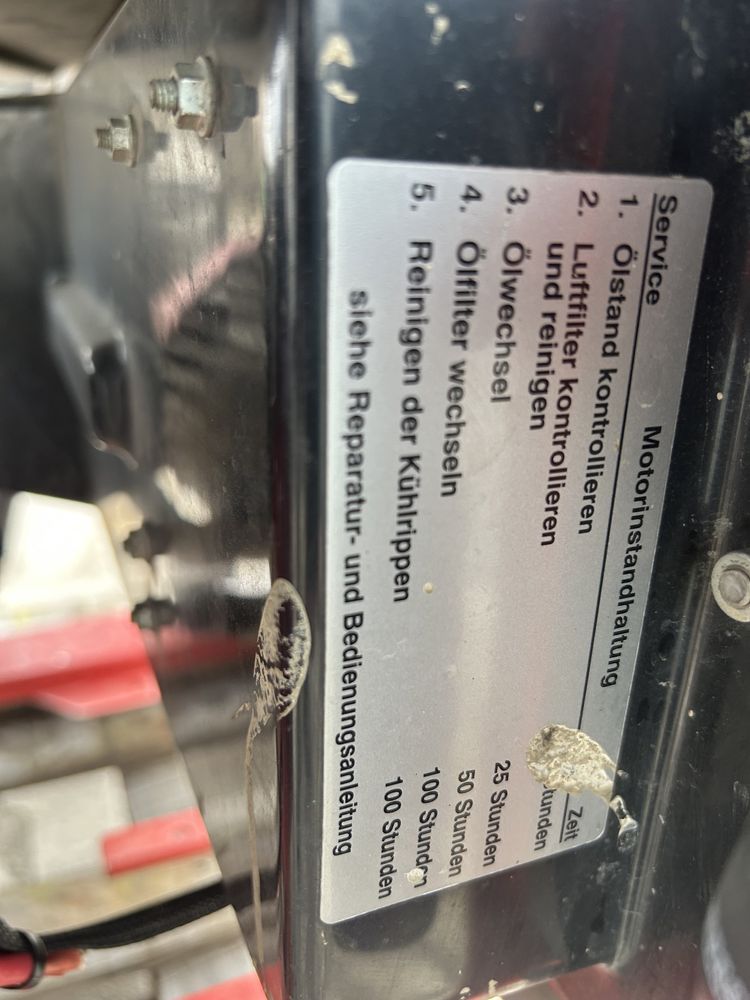 Service Motorinstandhaltung Zeit
1. Ölstand kontrollieren
2. Luftfilter kontrollieren
und reinigen 25 Stunden
3. Ölwechsel 50 Stunden
4. Ölfilter wechseln 100 Stunden
5. Reinigen der Kühlrippen 100 Stunden
siehe Reparatur- und Bedienungsanleitung